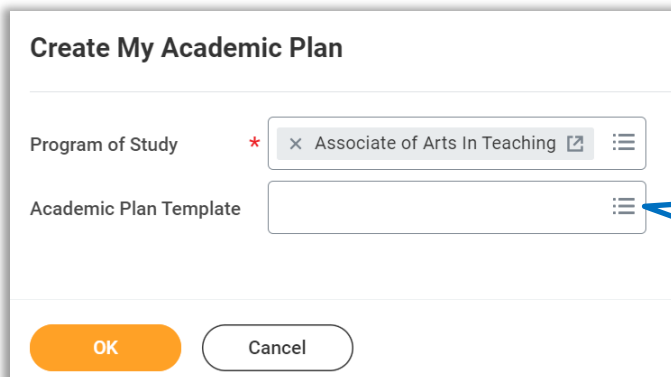 Create My Academic Plan
Program of Study * × Associate of Arts In Teaching
Academic Plan Template
OK Cancel